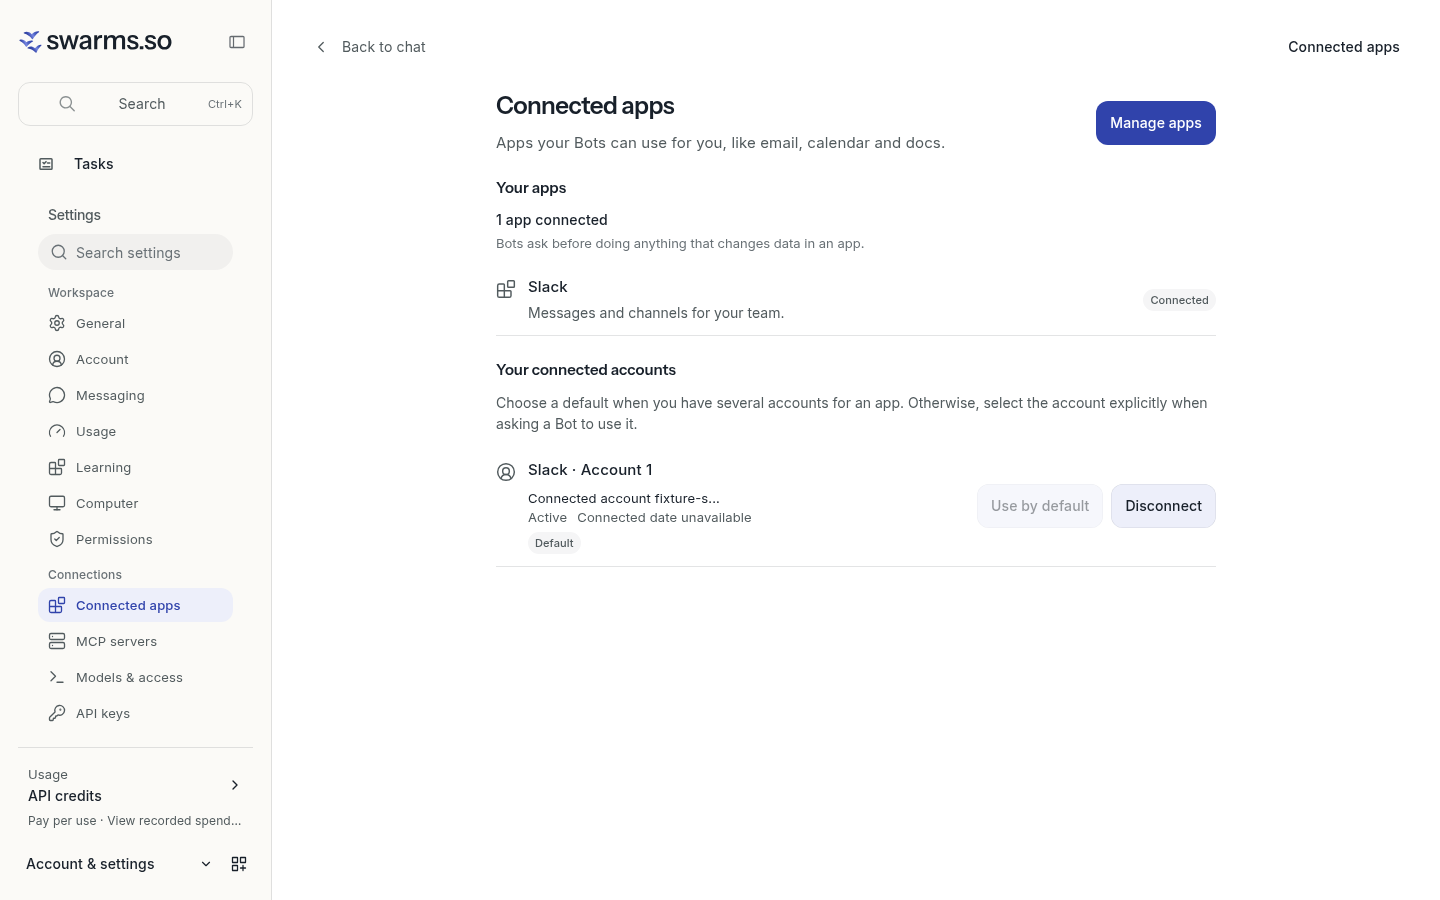 swarms.so
Search
Ctrl+K
Tasks
Settings
Search settings
Workspace
General
Account
Messaging
Usage
Learning
Computer
Permissions
Connections
Connected apps
MCP servers
Models & access
API keys
Usage
API credits
Pay per use · View recorded spend...
Account & settings
Back to chat
Connected apps
Connected apps
Apps your Bots can use for you, like email, calendar and docs.
Manage apps
Your apps
1 app connected
Bots ask before doing anything that changes data in an app.
Slack
Messages and channels for your team.
Connected
Your connected accounts
Choose a default when you have several accounts for an app. Otherwise, select the account explicitly when
asking a Bot to use it.
Slack · Account 1
Connected account fixture-s...
Active Connected date unavailable
Default
Use by default
Disconnect